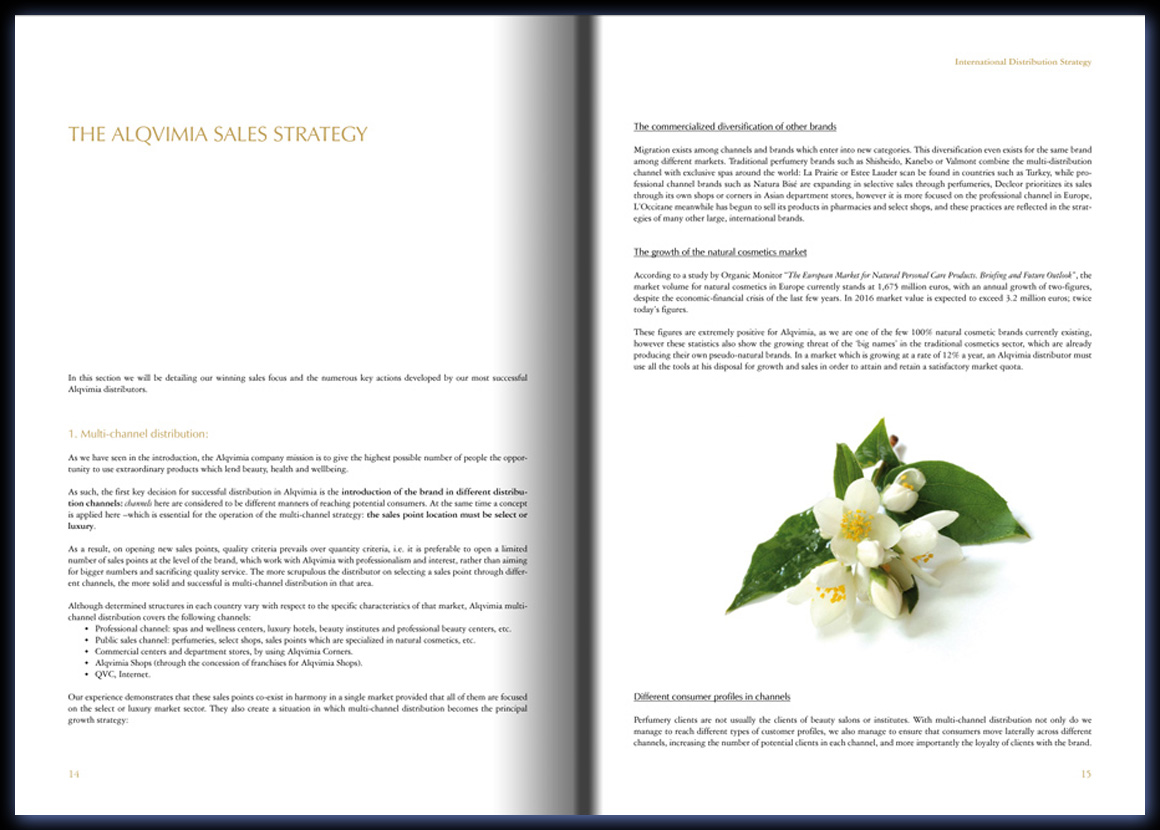 THE ALQVIMIA SALES STRATEGY
In this section we will be detailing our winning sales focus and the numerous key actions developed by our most successful
Alqvimia distributors.
1. Multi-channel distribution:
As we have seen in the introduction, the Alqvimia company mission is to give the highest possible number of people the oppor-
tunity to use extraordinary products which lend beauty, health and wellbeing.
As such, the first key decision for successful distribution in Alqvimia is the introduction of the brand in different distribu-
tion channels: channels here are considered to be different manners of reaching potential consumers. At the same time a concept
is applied here –which is essential for the operation of the multi-channel strategy: the sales point location must be select or
luxury.
As a result, on opening new sales points, quality criteria prevails over quantity criteria, i.e. it is preferable to open a limited
number of sales points at the level of the brand, which work with Alqvimia with professionalism and interest, rather than aiming
for bigger numbers and sacrificing quality service. The more scrupulous the distributor on selecting a sales point through differ-
ent channels, the more solid and successful is multi-channel distribution in that area.
Although determined structures in each country vary with respect to the specific characteristics of that market, Alqvimia multi-
channel distribution covers the following channels:
• Professional channel: spas and wellness centers, luxury hotels, beauty institutes and professional beauty centers, etc.
• Public sales channel: perfumeries, select shops, sales points which are specialized in natural cosmetics, etc.
• Commercial centers and department stores, by using Alqvimia Corners.
• Alqvimia Shops (through the concession of franchises for Alqvimia Shops).
• QVC, Internet.
Our experience demonstrates that these sales points co-exist in harmony in a single market provided that all of them are focused
on the select or luxury market sector. They also create a situation in which multi-channel distribution becomes the principal
growth strategy:
14
International Distribution Strategy
The commercialized diversification of other brands
Migration exists among channels and brands which enter into new categories. This diversification even exists for the same brand
among different markets. Traditional perfumery brands such as Shisheido, Kanebo or Valmont combine the multi-distribution
channel with exclusive spas around the world: La Prairie or Estee Lauder scan be found in countries such as Turkey, while pro-
fessional channel brands such as Natura Bisé are expanding in selective sales through perfumeries, Decleor prioritizes its sales
through its own shops or corners in Asian department stores, however it is more focused on the professional channel in Europe,
L'Occitane meanwhile has begun to sell its products in pharmacies and select shops, and these practices are reflected in the strat-
egies of many other large, international brands.
The growth of the natural cosmetics market
According to a study by Organic Monitor "The European Market for Natural Personal Care Products. Briefing and Future Outlook", the
market volume for natural cosmetics in Europe currently stands at 1,675 million euros, with an annual growth of two-figures,
despite the economic-financial crisis of the last few years. In 2016 market value is expected to exceed 3.2 million euros; twice
today's figures.
These figures are extremely positive for Alqvimia, as we are one of the few 100% natural cosmetic brands currently existing,
however these statistics also show the growing threat of the 'big names' in the traditional cosmetics sector, which are already
producing their own pseudo-natural brands. In a market which is growing at a rate of 12% a year, an Alqvimia distributor must
use all the tools at his disposal for growth and sales in order to attain and retain a satisfactory market quota.
Different consumer profiles in channels
Perfumery clients are not usually the clients of beauty salons or institutes. With multi-channel distribution not only do we
manage to reach different types of customer profiles, we also manage to ensure that consumers move laterally across different
channels, increasing the number of potential clients in each channel, and more importantly the loyalty of clients with the brand.
15